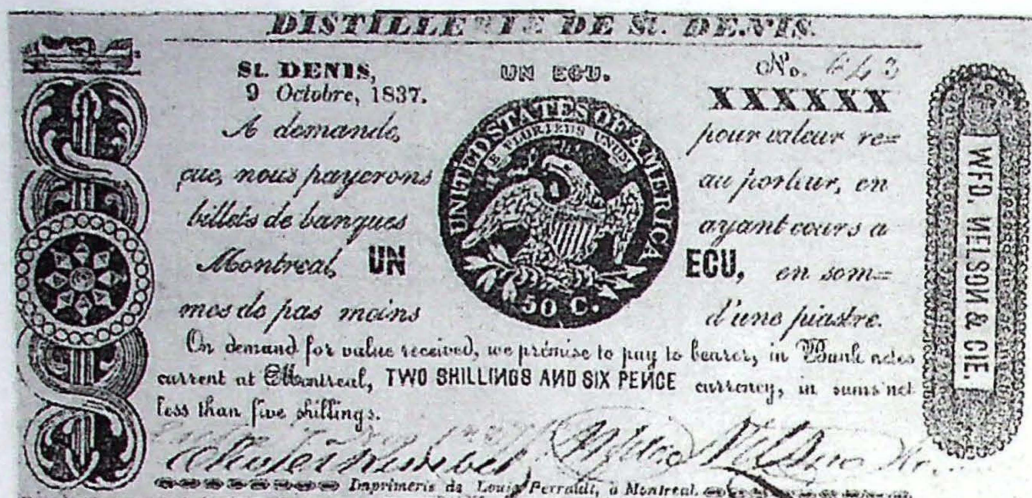 DISTILLERIE DE St. DENIS.
St. DENIS,
9 Octobre, 1837.
UN ECU.
No. 643
XXXXXX
A demande, pour valeur re=
çue, nous payerons au porteur, en
billets de banques ayant cours a
Montreal, UN ECU, en som=
mes de pas moins d'une piastre.
UNITED STATES OF AMERICA
E PLURIBUS UNUM
50 C.
On demand for value received, we promise to pay to bearer, in Bank notes
current at Montreal, TWO SHILLINGS AND SIX PENCE currency, in sums not
less than five shillings.
Imprimerie de Louis Perrault, à Montreal.
WFD. NELSON & CIE.